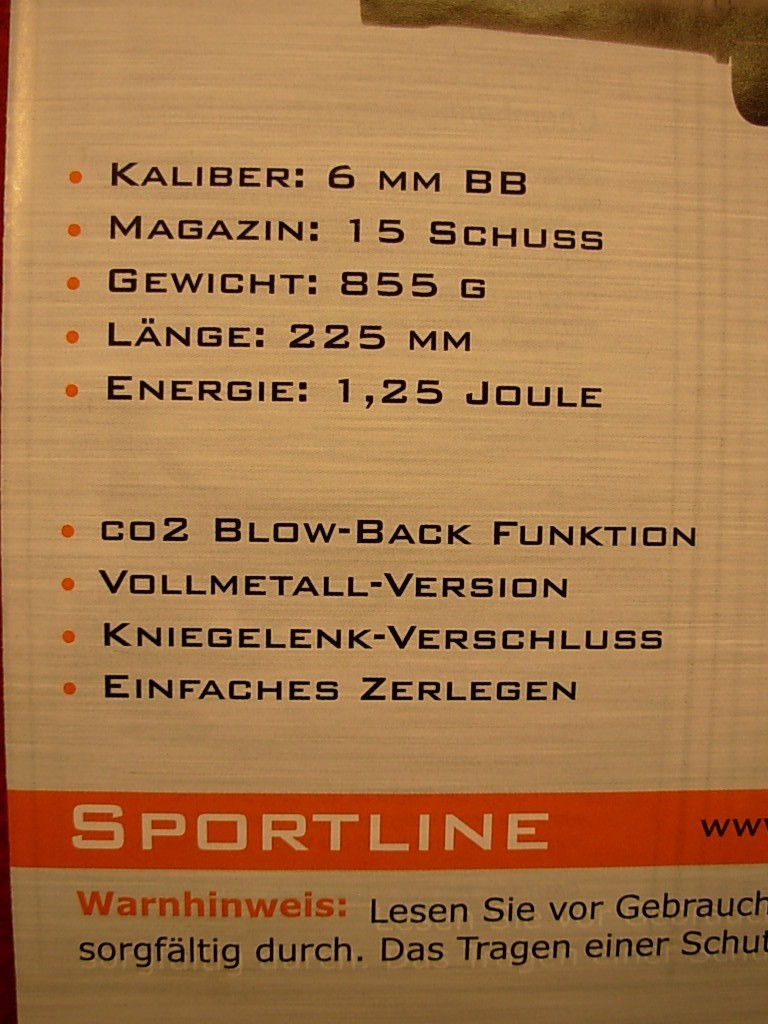 • KALIBER: 6 MM BB
• MAGAZIN: 15 SCHUSS
• GEWICHT: 855 G
• LÄNGE: 225 MM
• ENERGIE: 1,25 JOULE
• CO2 BLOW-BACK FUNKTION
• VOLLMETALL-VERSION
• KNIEGELENK-VERSCHLUSS
• EINFACHES ZERLEGEN
SPORTLINE
Warnhinweis: Lesen Sie vor Gebrauch
sorgfältig durch. Das Tragen einer